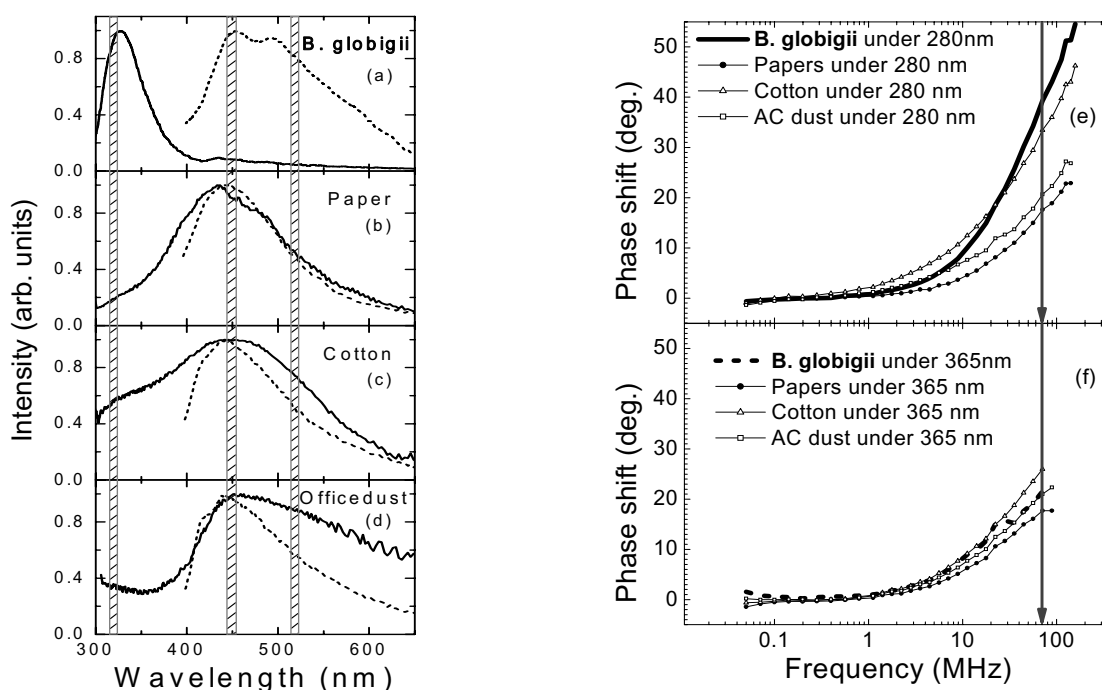 Intensity (arb. units)
1.0
0.8
0.4
B. globigii
(a)
1.0
0.8
0.4
Paper
(b)
1.0
0.8
0.4
Cotton
(c)
1.0
0.8
0.4
0.0
Officedust
(d)
300 400 500 600
Wavelength (nm)
Phase shift (deg.)
50
40
30
20
10
0
B. globigii under 280nm
Papers under 280 nm
Cotton under 280 nm
AC dust under 280 nm
(e)
Phase shift (deg.)
50
40
30
20
10
0
B. globigii under 365nm
Papers under 365 nm
Cotton under 365 nm
AC dust under 365 nm
(f)
0.1 1 10 100
Frequency (MHz)